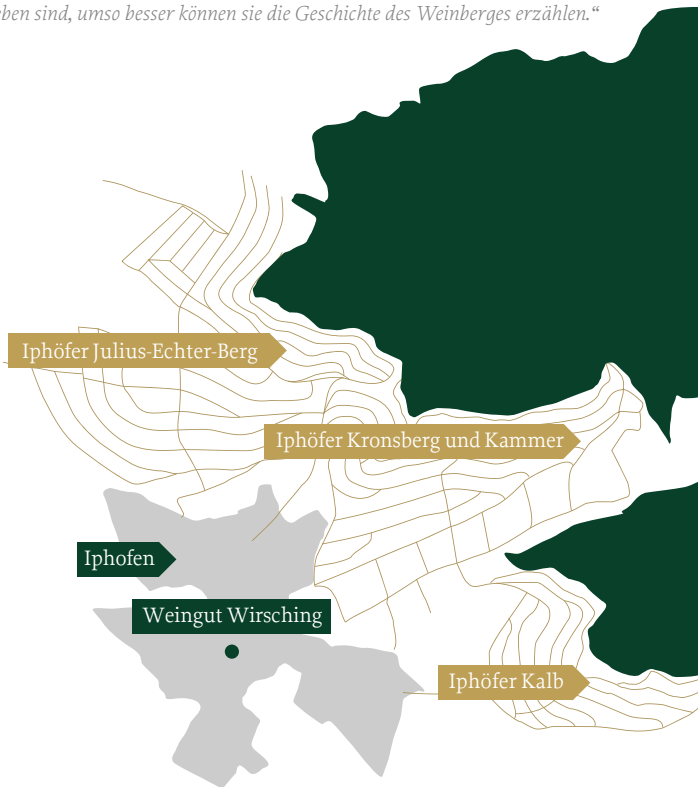 sind, umso besser können sie die Geschichte des Weinberges erzählen.“
Iphöfer Julius-Echter-Berg
Iphöfer Kronsberg und Kammer
Iphofen
Weingut Wirsching
Iphöfer Kalb